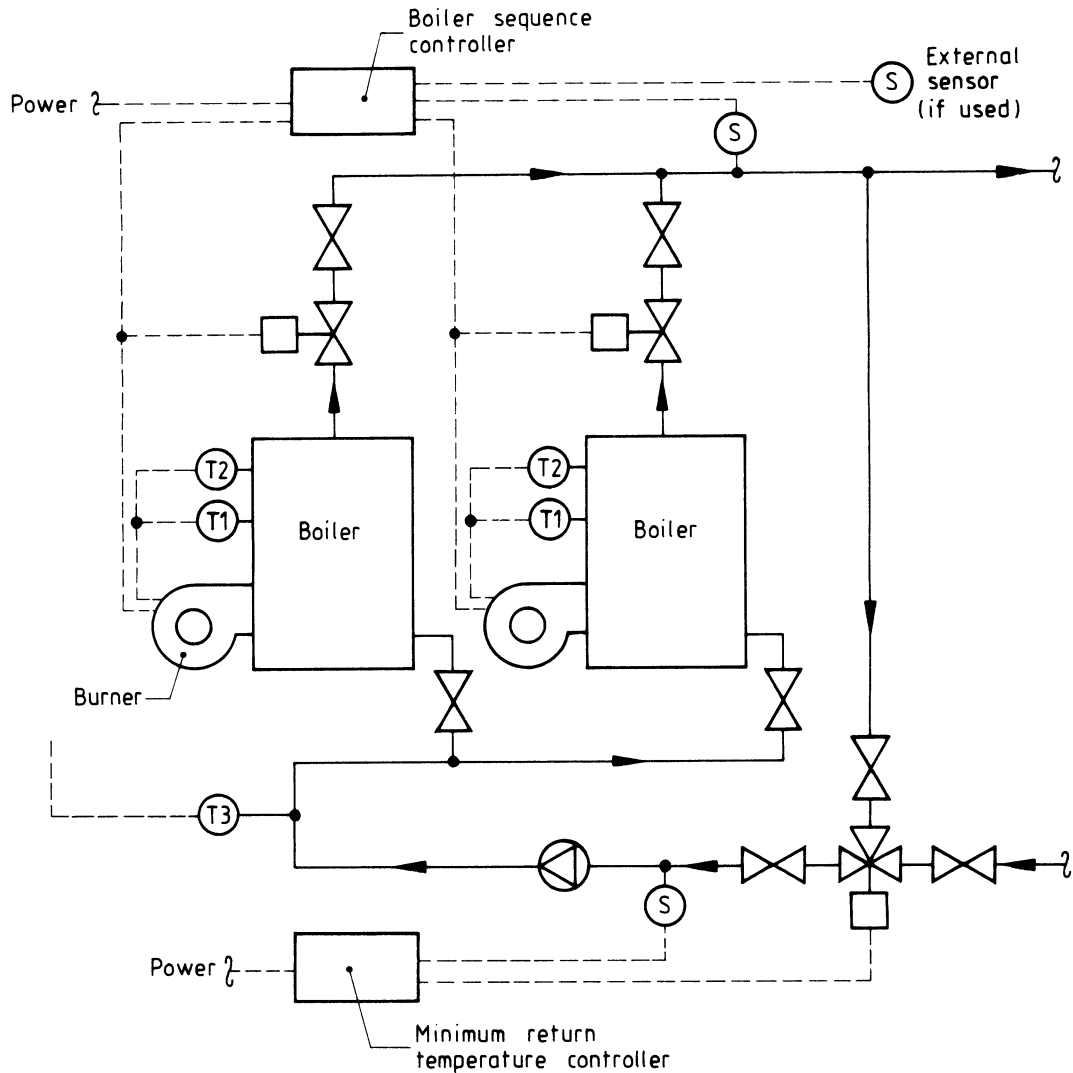 Boiler sequence
controller
External
sensor
(if used)
S
Power
S
T2
T1
Boiler
T2
T1
Boiler
Burner
T3
S
Power
Minimum return
temperature controller